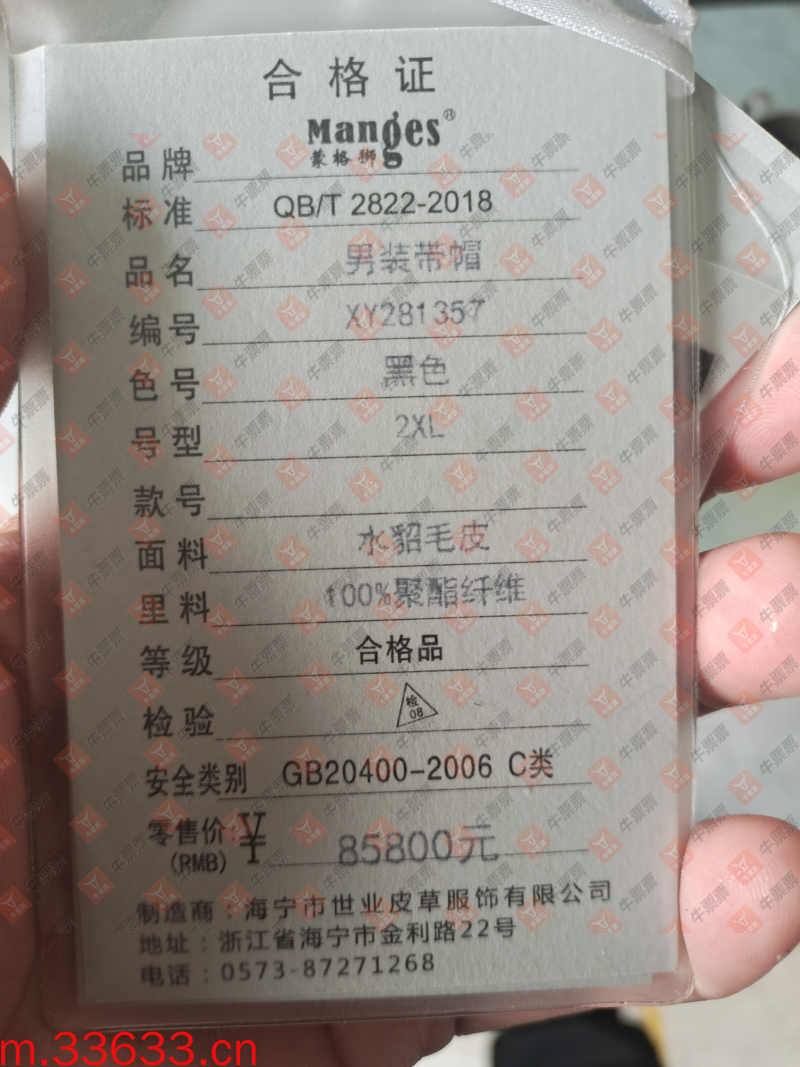 合格证
Manges®
蒙格狮
品牌
标准 QB/T 2822-2018
品名 男装带帽
编号 XY281357
色号 黑色
号型 2XL
款号
面料 水貂毛皮
里料 100%聚酯纤维
等级 合格品
检验 检08
安全类别 GB20400-2006 C类
零售价:¥ 85800元
(RMB)
制造商:海宁市世业皮草服饰有限公司
地址:浙江省海宁市金利路22号
电话:0573-87271268
牛票票
m.33633.cn